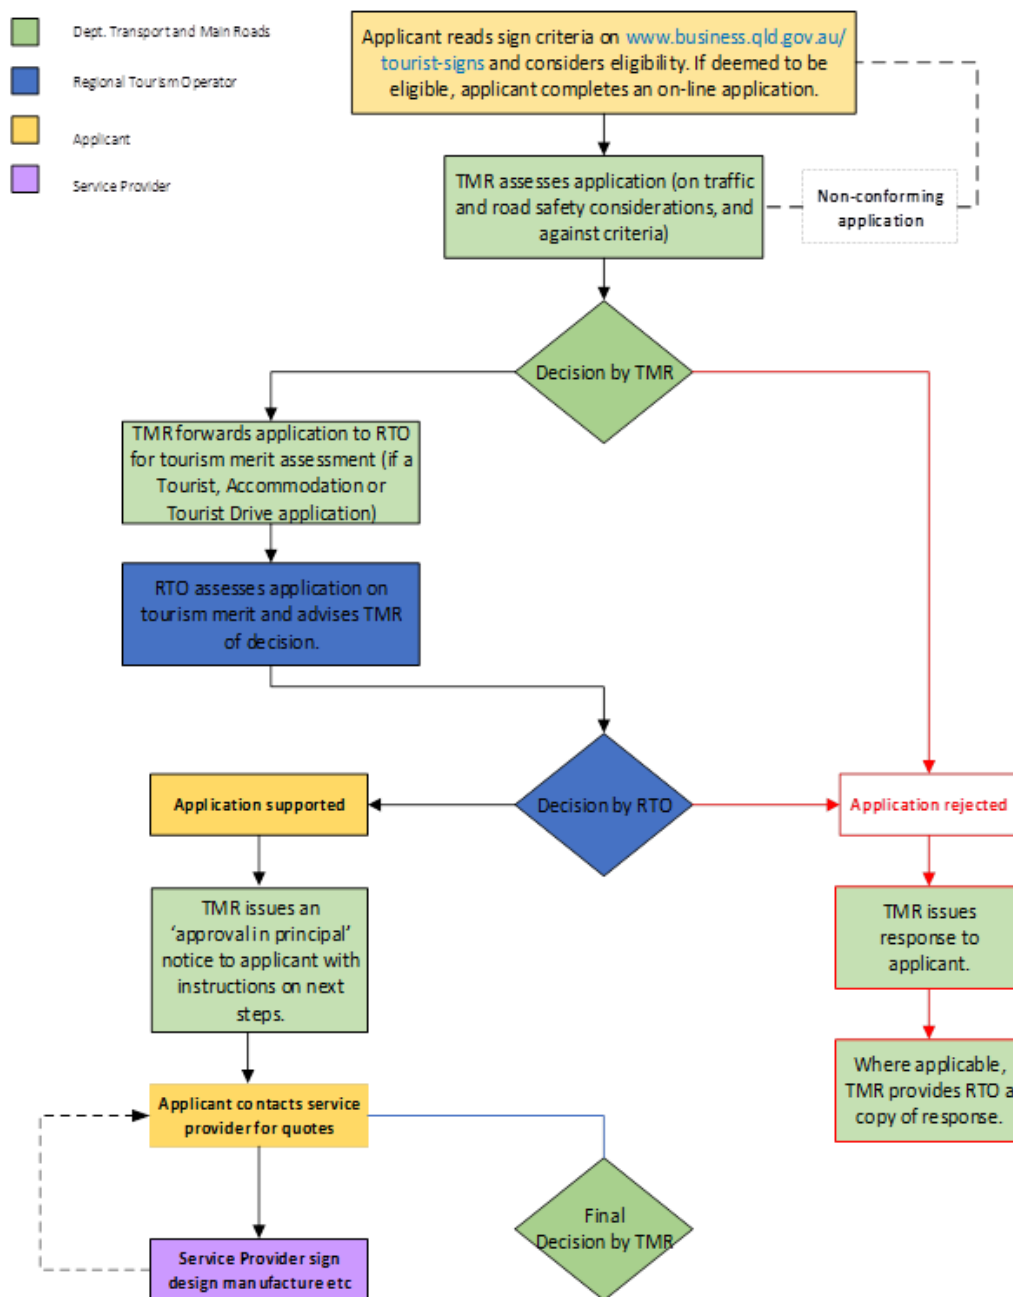 Dept. Transport and Main Roads
Regional Tourism Operator
Applicant
Service Provider
Applicant reads sign criteria on www.business.qld.gov.au/
tourist-signs and considers eligibility. If deemed to be
eligible, applicant completes an on-line application.
TMR assesses application (on traffic
and road safety considerations, and
against criteria)
Non-conforming
application
Decision by TMR
TMR forwards application to RTO
for tourism merit assessment (if a
Tourist, Accommodation or
Tourist Drive application)
RTO assesses application on
tourism merit and advises TMR
of decision.
Application supported
Decision by RTO
Application rejected
TMR issues an
‘approval in principal’
notice to applicant with
instructions on next
steps.
TMR issues
response to
applicant.
Where applicable,
TMR provides RTO a
copy of response.
Applicant contacts service
provider for quotes
Final
Decision by TMR
Service Provider sign
design manufacture etc